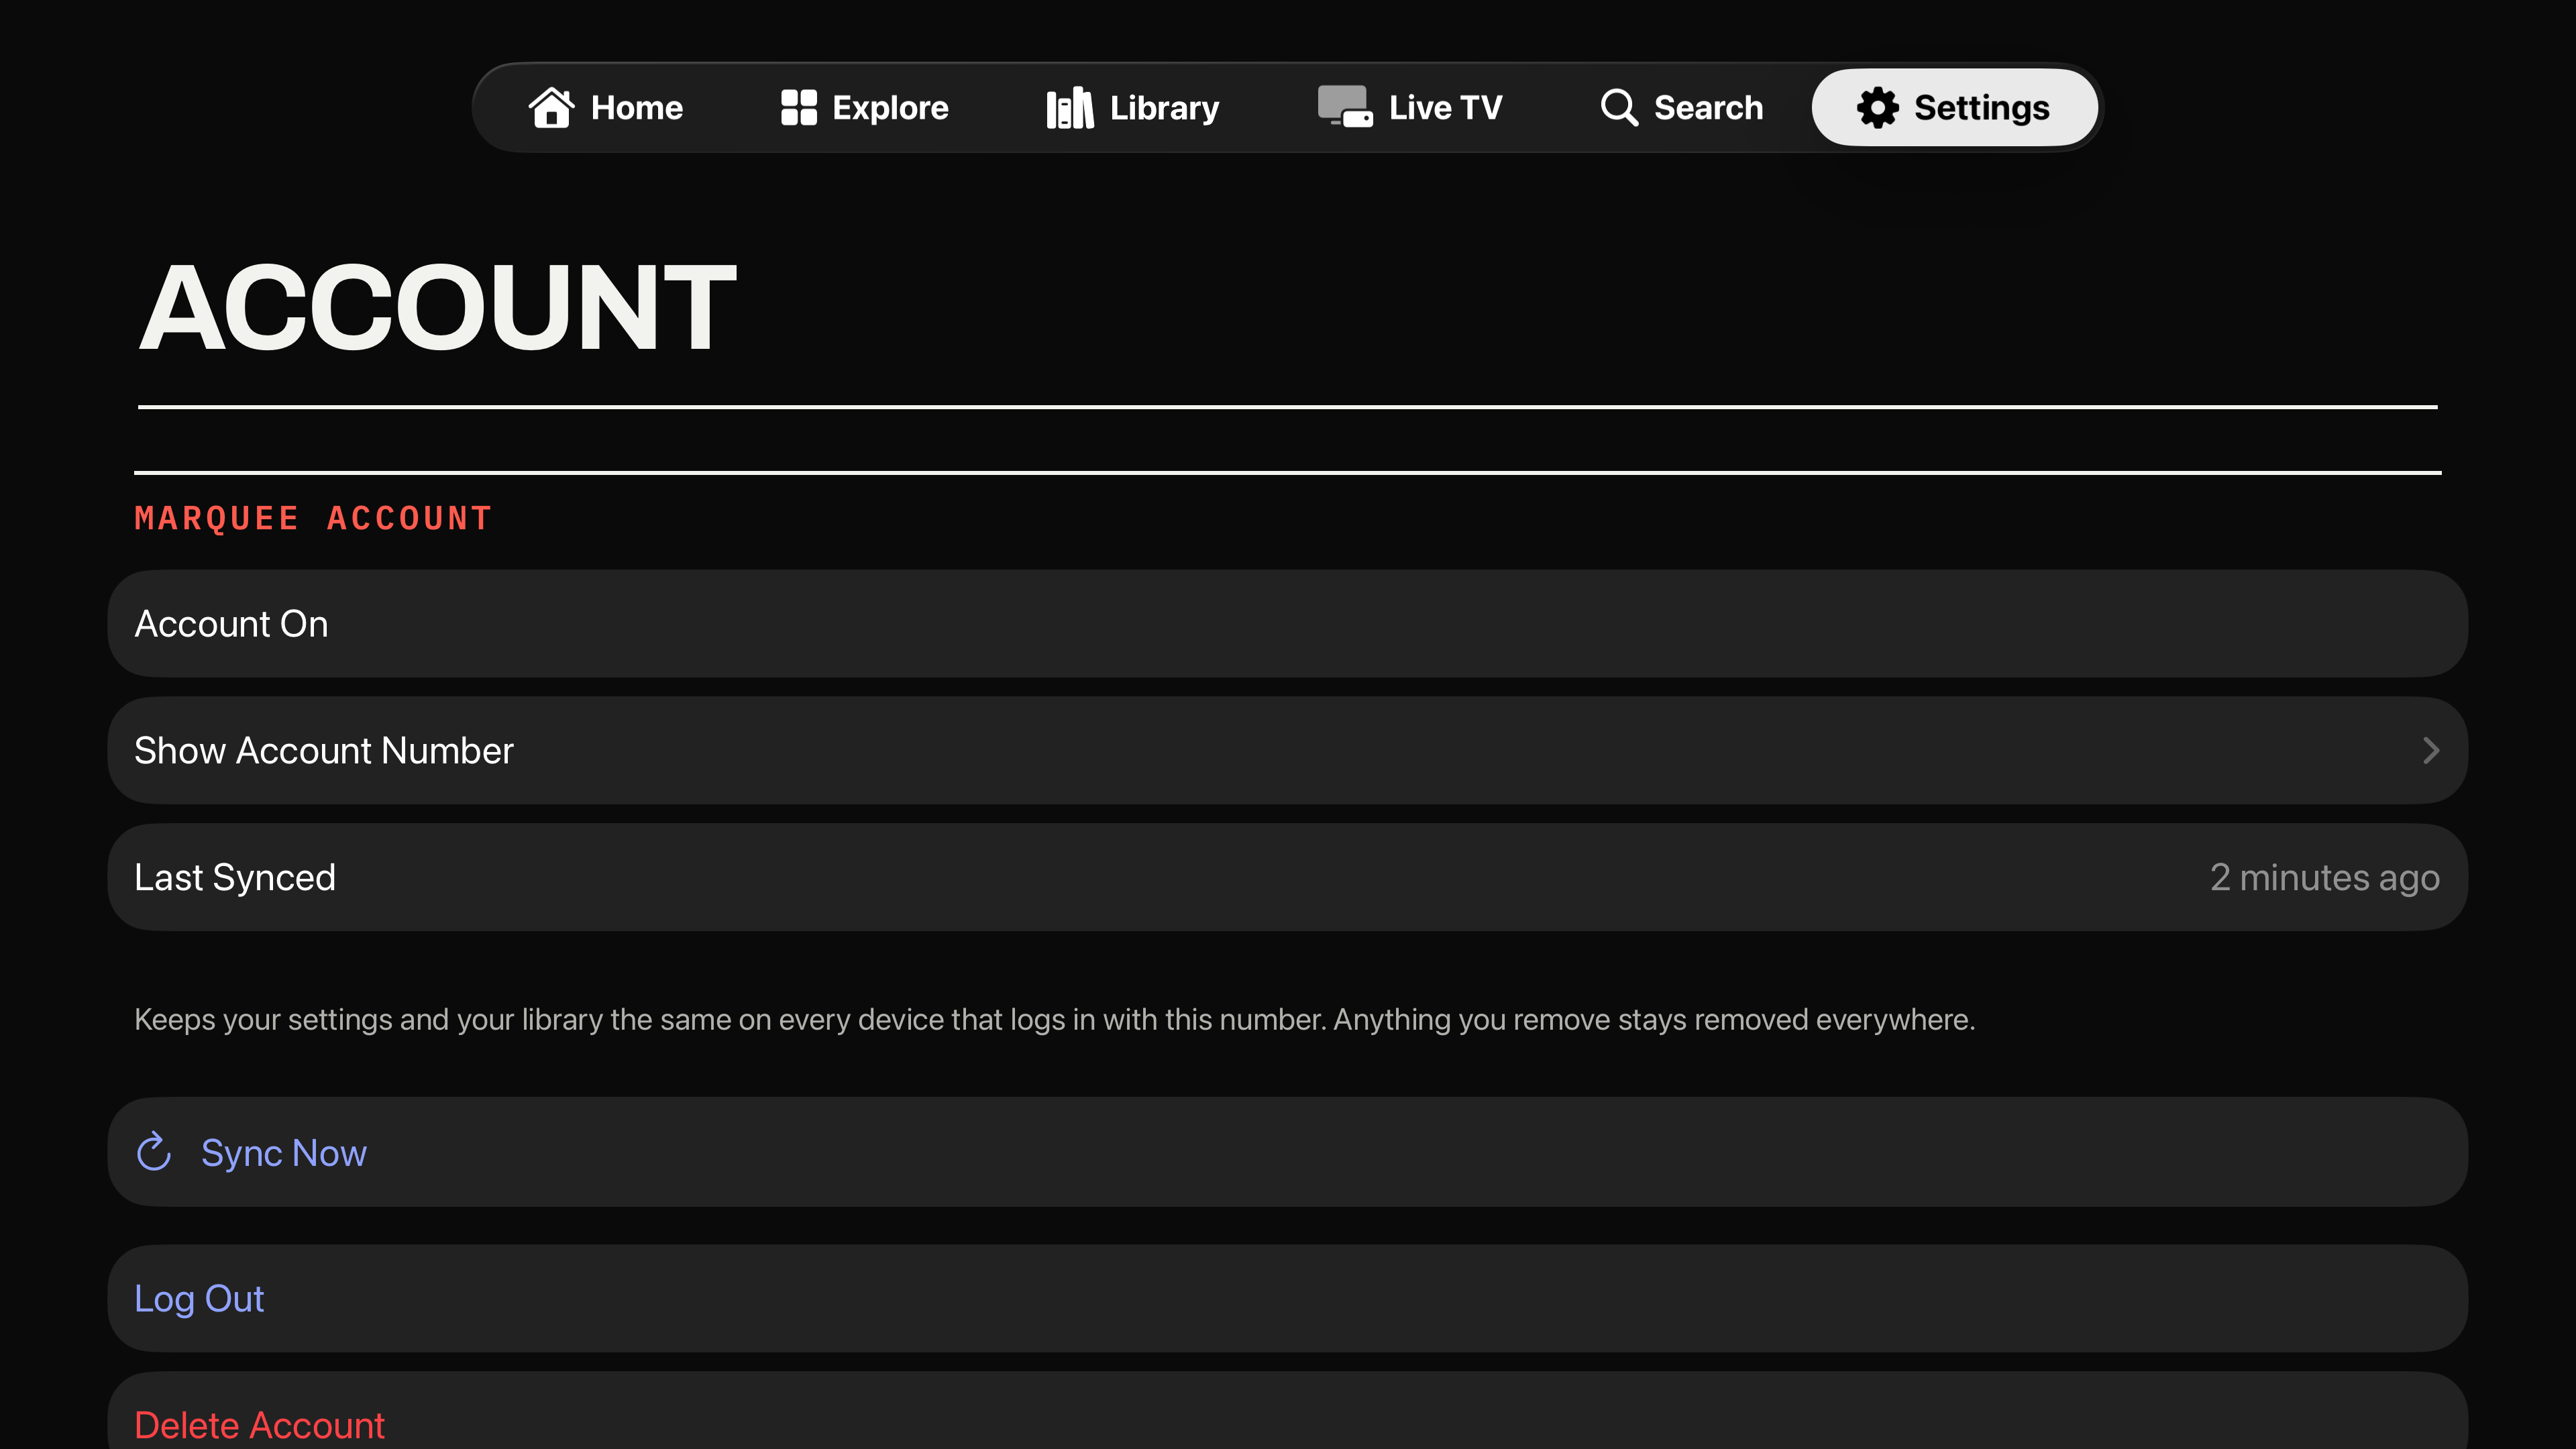 Home Explore Library Live TV Search Settings
ACCOUNT
MARQUEE ACCOUNT
Account On
Show Account Number
Last Synced 2 minutes ago
Keeps your settings and your library the same on every device that logs in with this number. Anything you remove stays removed everywhere.
Sync Now
Log Out
Delete Account